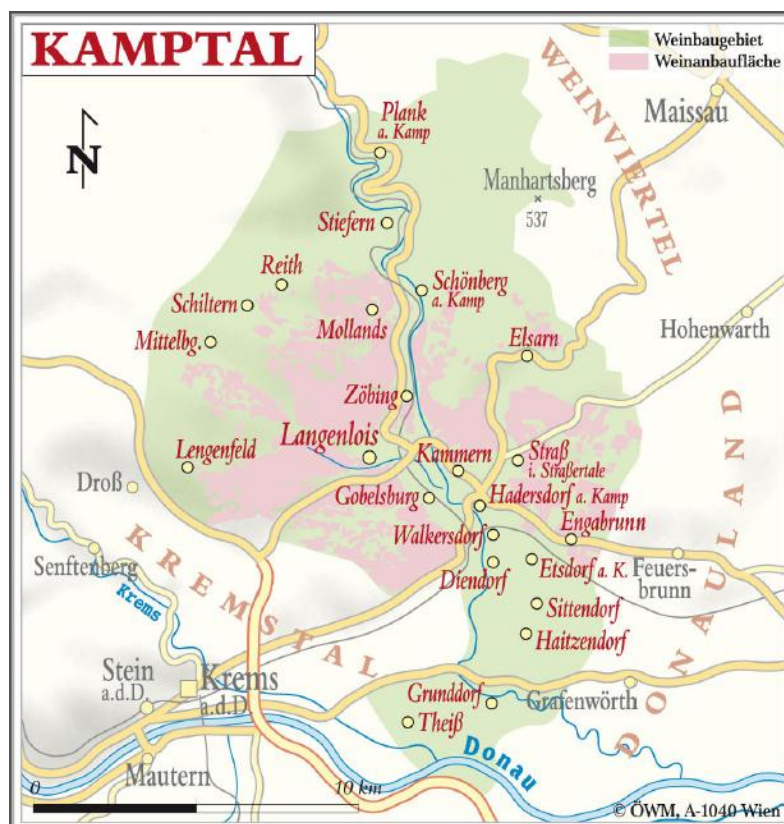 KAMPTAL
Weinbaugebiet
Weinanbaufläche
WEINVIERTEL
Maissau
Plank
a. Kamp
N
Manhartsberg
537
Stiefern
Reith
Schönberg
a. Kamp
Schiltern
Mollands
Hohenwarth
Mittelbg.
Elsarn
Zöbing
Langenlois
Lengenfeld
Kammern
Straß
i. Straßertale
Droß
Gobelsburg
Hadersdorf a. Kamp
Walkersdorf
Engabrunn
DONAULAND
KREMSTAL
Senftenberg
Diendorf
Etsdorf a. K.
Feuers-
brunn
Krems
Sittendorf
Haitzendorf
Stein
a.d.D.
Krems
a.d.D.
Grunddorf
Grafenwörth
Theiß
Donau
Mautern
0
10 km
© ÖWM, A-1040 Wien